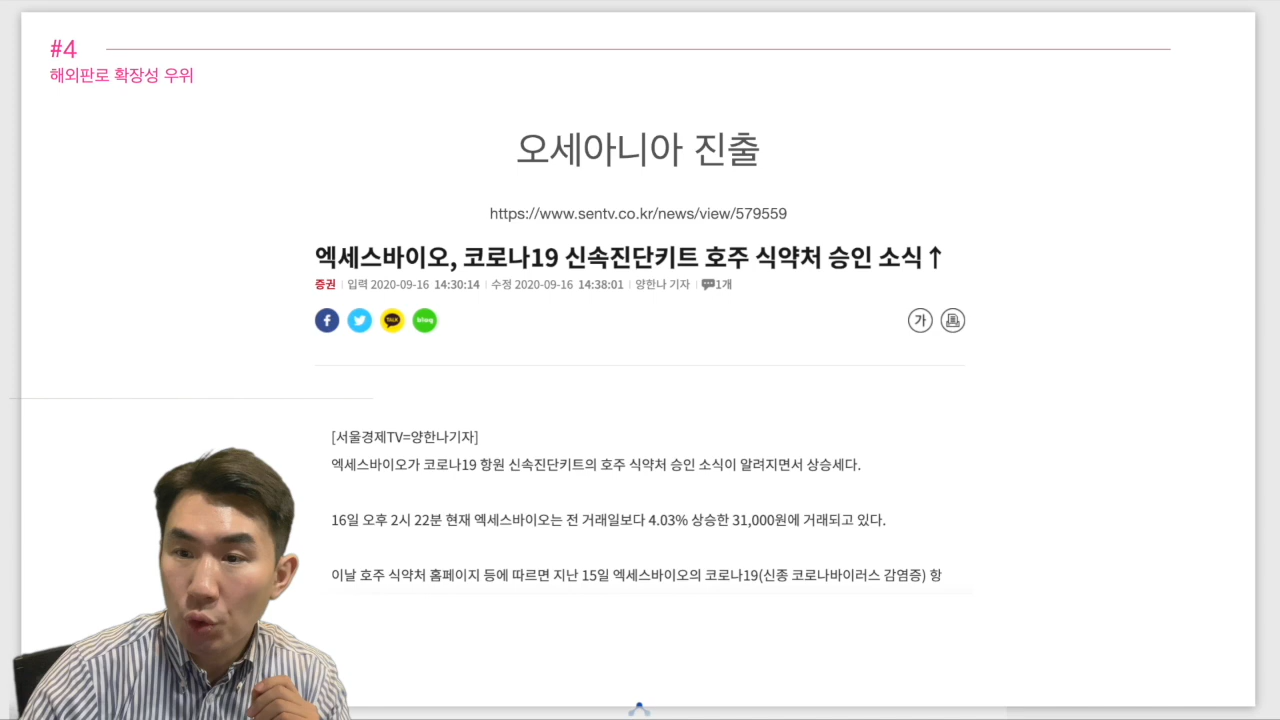 #4
해외판로 확장성 우위
오세아니아 진출
https://www.sentv.co.kr/news/view/579559
엑세스바이오, 코로나19 신속진단키트 호주 식약처 승인 소식↑
증권 입력 2020-09-16 14:30:14 수정 2020-09-16 14:38:01 양한나 기자 1개
f TALK blog 가
[서울경제TV=양한나기자]
엑세스바이오가 코로나19 항원 신속진단키트의 호주 식약처 승인 소식이 알려지면서 상승세다.
16일 오후 2시 22분 현재 엑세스바이오는 전 거래일보다 4.03% 상승한 31,000원에 거래되고 있다.
이날 호주 식약처 홈페이지 등에 따르면 지난 15일 엑세스바이오의 코로나19(신종 코로나바이러스 감염증) 항